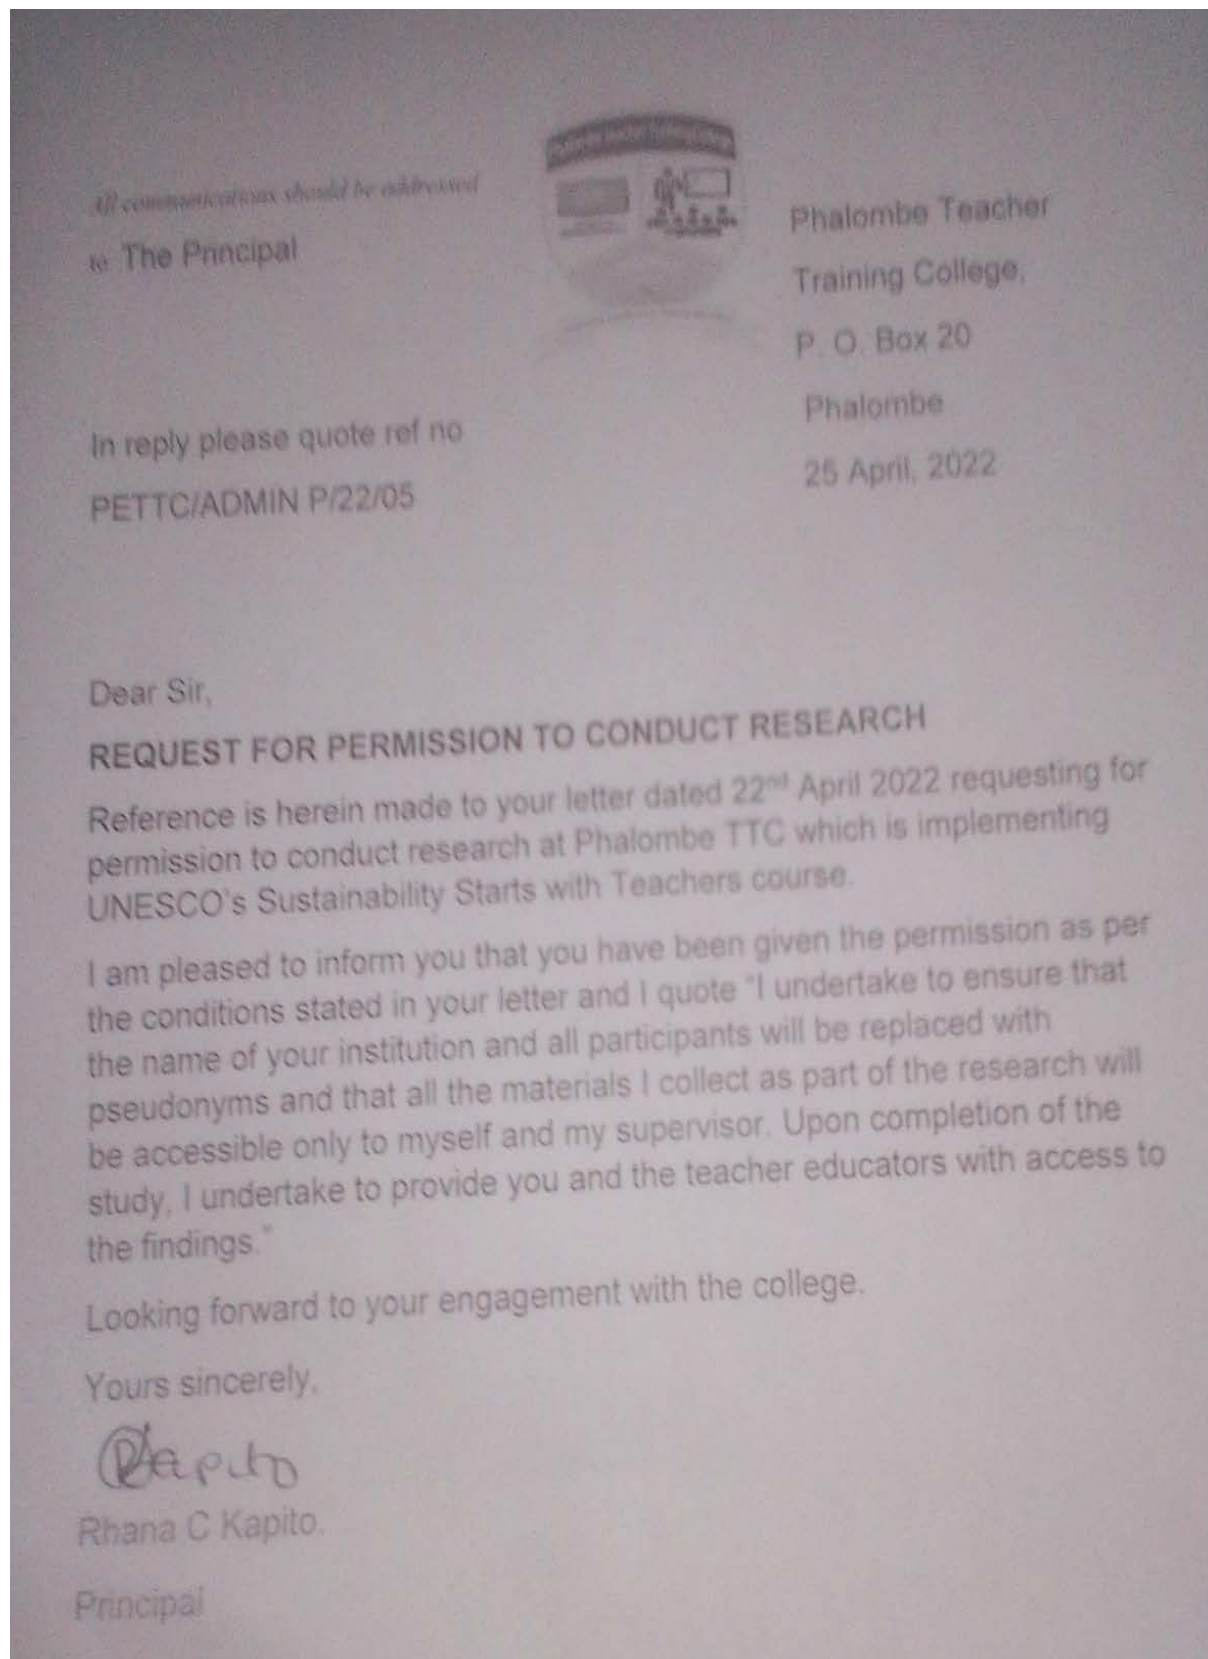 All communications should be addressed
to The Principal
Phalombe Teacher
Training College,
P. O. Box 20
Phalombe
25 April, 2022
In reply please quote ref no
PETTC/ADMIN P/22/05
Dear Sir,
REQUEST FOR PERMISSION TO CONDUCT RESEARCH
Reference is herein made to your letter dated 22nd April 2022 requesting for
permission to conduct research at Phalombe TTC which is implementing
UNESCO's Sustainability Starts with Teachers course.
I am pleased to inform you that you have been given the permission as per
the conditions stated in your letter and I quote "I undertake to ensure that
the name of your institution and all participants will be replaced with
pseudonyms and that all the materials I collect as part of the research will
be accessible only to myself and my supervisor. Upon completion of the
study, I undertake to provide you and the teacher educators with access to
the findings."
Looking forward to your engagement with the college.
Yours sincerely,
RKapito
Rhana C Kapito.
Principal